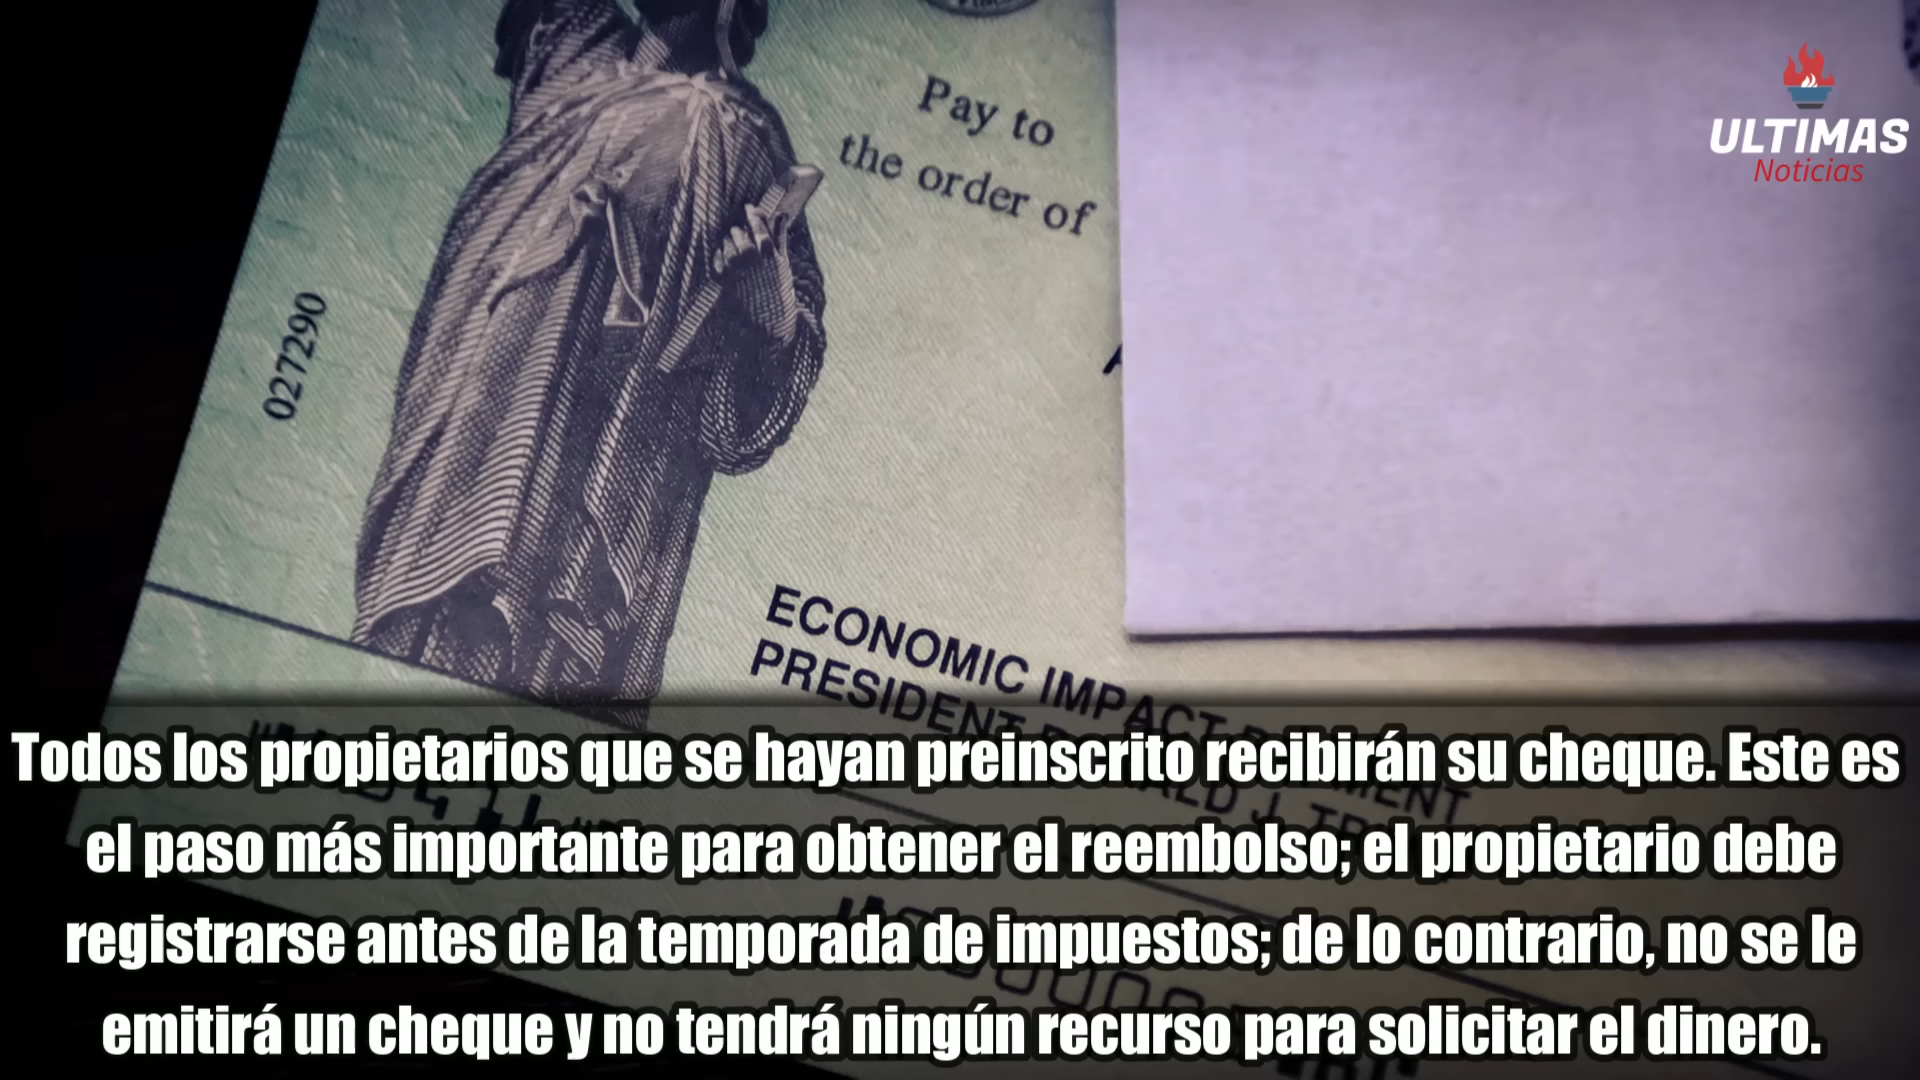 ULTIMAS
Noticias
Pay to
the order of
027290
ECONOMIC IMPACT
PRESIDENT
Todos los propietarios que se hayan preinscrito recibirán su cheque. Este es
el paso más importante para obtener el reembolso; el propietario debe
registrarse antes de la temporada de impuestos; de lo contrario, no se le
emitirá un cheque y no tendrá ningún recurso para solicitar el dinero.